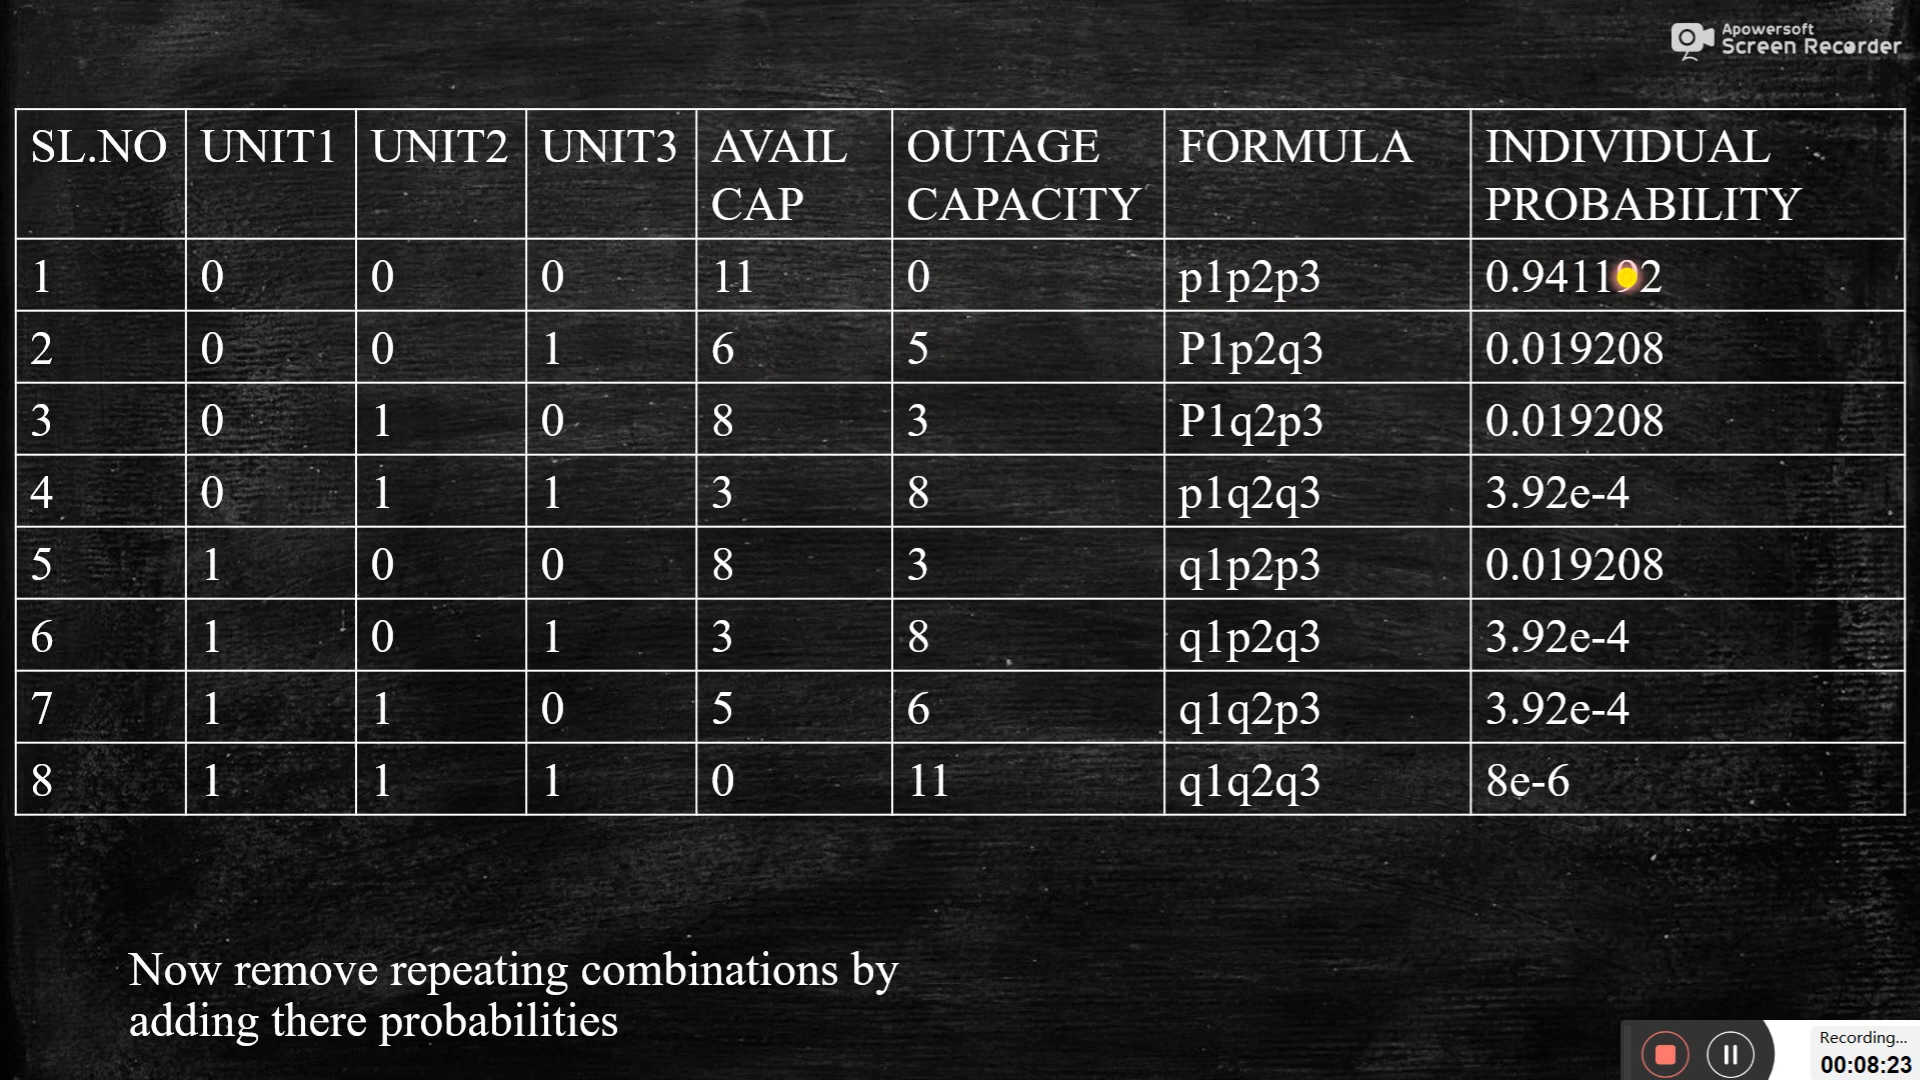 Apowersoft
Screen Recorder
SL.NO UNIT1 UNIT2 UNIT3 AVAIL CAP OUTAGE CAPACITY FORMULA INDIVIDUAL PROBABILITY
1 0 0 0 11 0 p1p2p3 0.941192
2 0 0 1 6 5 P1p2q3 0.019208
3 0 1 0 8 3 P1q2p3 0.019208
4 0 1 1 3 8 p1q2q3 3.92e-4
5 1 0 0 8 3 q1p2p3 0.019208
6 1 0 1 3 8 q1p2q3 3.92e-4
7 1 1 0 5 6 q1q2p3 3.92e-4
8 1 1 1 0 11 q1q2q3 8e-6
Now remove repeating combinations by
adding there probabilities
Recording...
00:08:23